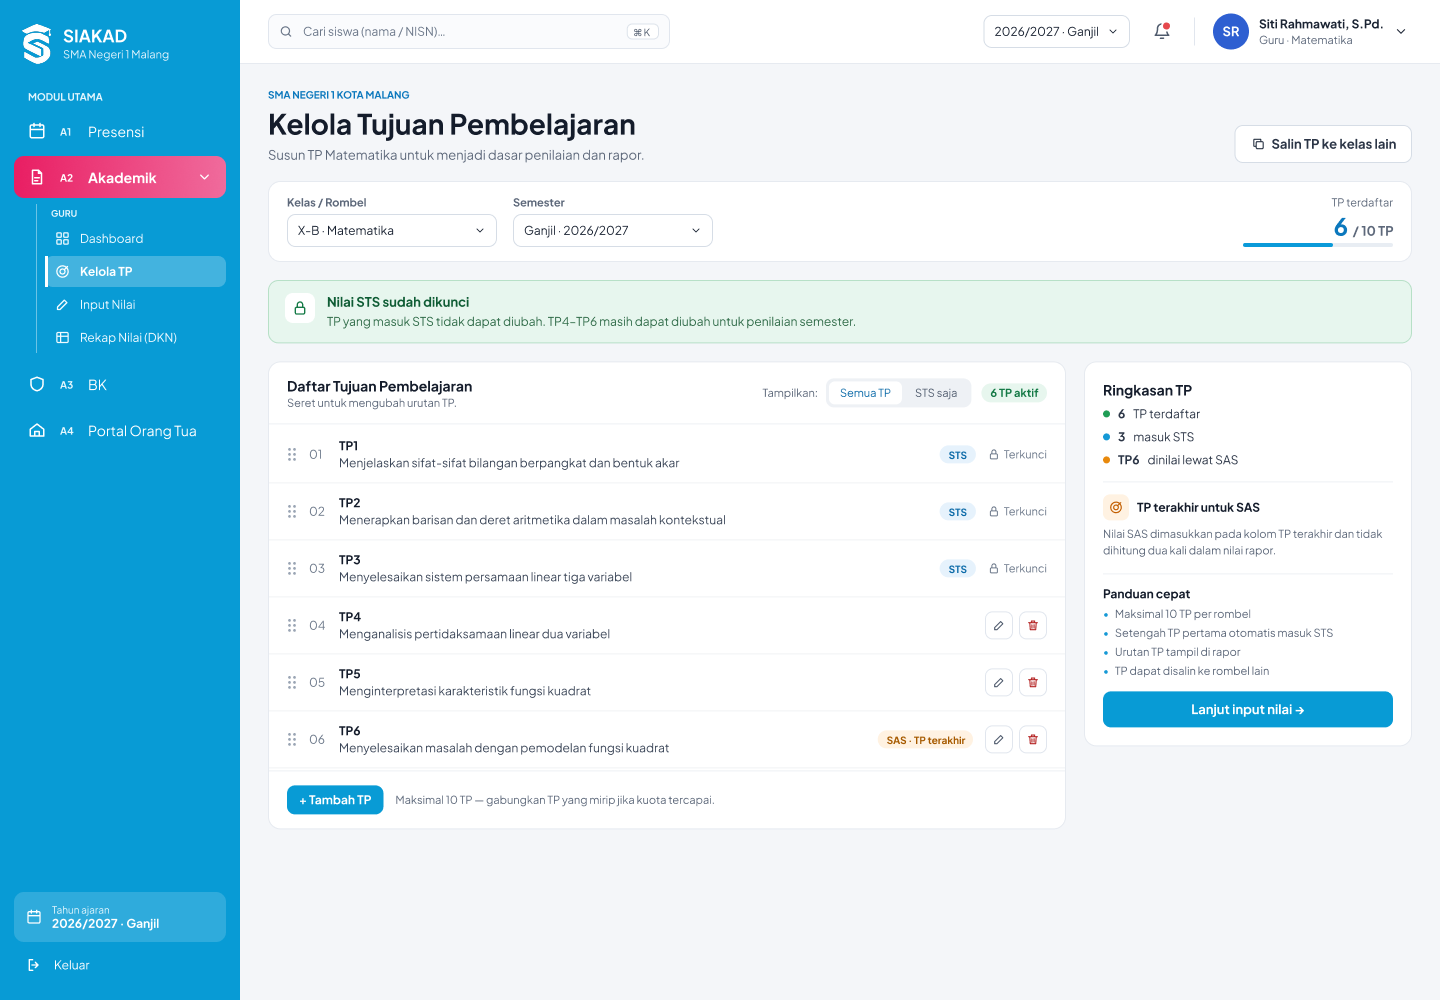 SIAKAD
SMA Negeri 1 Malang
MODUL UTAMA
A1 Presensi
A2 Akademik
GURU
Dashboard
Kelola TP
Input Nilai
Rekap Nilai (DKN)
A3 BK
A4 Portal Orang Tua
Tahun ajaran
2026/2027 · Ganjil
Keluar
Cari siswa (nama / NISN)...
⌘K
2026/2027 · Ganjil
SR
Siti Rahmawati, S.Pd.
Guru · Matematika
SMA NEGERI 1 KOTA MALANG
Kelola Tujuan Pembelajaran
Susun TP Matematika untuk menjadi dasar penilaian dan rapor.
Salin TP ke kelas lain
Kelas / Rombel
X-B · Matematika
Semester
Ganjil · 2026/2027
TP terdaftar
6 / 10 TP
Nilai STS sudah dikunci
TP yang masuk STS tidak dapat diubah. TP4–TP6 masih dapat diubah untuk penilaian semester.
Daftar Tujuan Pembelajaran
Seret untuk mengubah urutan TP.
Tampilkan: Semua TP STS saja 6 TP aktif
01 TP1
Menjelaskan sifat-sifat bilangan berpangkat dan bentuk akar
STS Terkunci
02 TP2
Menerapkan barisan dan deret aritmetika dalam masalah kontekstual
STS Terkunci
03 TP3
Menyelesaikan sistem persamaan linear tiga variabel
STS Terkunci
04 TP4
Menganalisis pertidaksamaan linear dua variabel
05 TP5
Menginterpretasi karakteristik fungsi kuadrat
06 TP6
Menyelesaikan masalah dengan pemodelan fungsi kuadrat
SAS · TP terakhir
+ Tambah TP
Maksimal 10 TP — gabungkan TP yang mirip jika kuota tercapai.
Ringkasan TP
6 TP terdaftar
3 masuk STS
TP6 dinilai lewat SAS
TP terakhir untuk SAS
Nilai SAS dimasukkan pada kolom TP terakhir dan tidak
dihitung dua kali dalam nilai rapor.
Panduan cepat
• Maksimal 10 TP per rombel
• Setengah TP pertama otomatis masuk STS
• Urutan TP tampil di rapor
• TP dapat disalin ke rombel lain
Lanjut input nilai →